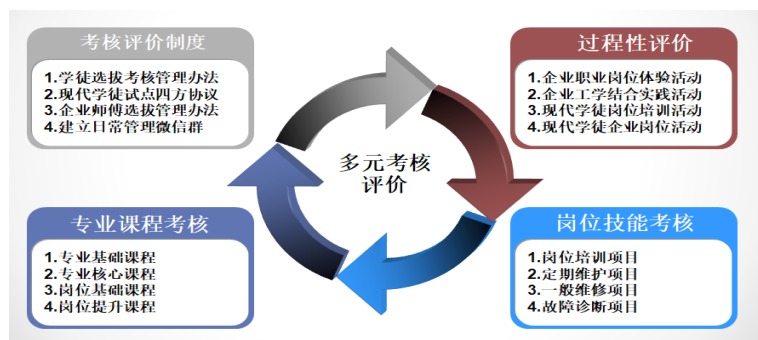 考核评价制度
1.学徒选拔考核管理办法
2.现代学徒试点四方协议
3.企业师傅选拔管理办法
4.建立日常管理微信群
过程性评价
1.企业职业岗位体验活动
2.企业工学结合实践活动
3.现代学徒岗位培训活动
4.现代学徒企业岗位活动
多元考核
评价
专业课程考核
1.专业基础课程
2.专业核心课程
3.岗位基础课程
4.岗位提升课程
岗位技能考核
1.岗位培训项目
2.定期维护项目
3.一般维修项目
4.故障诊断项目